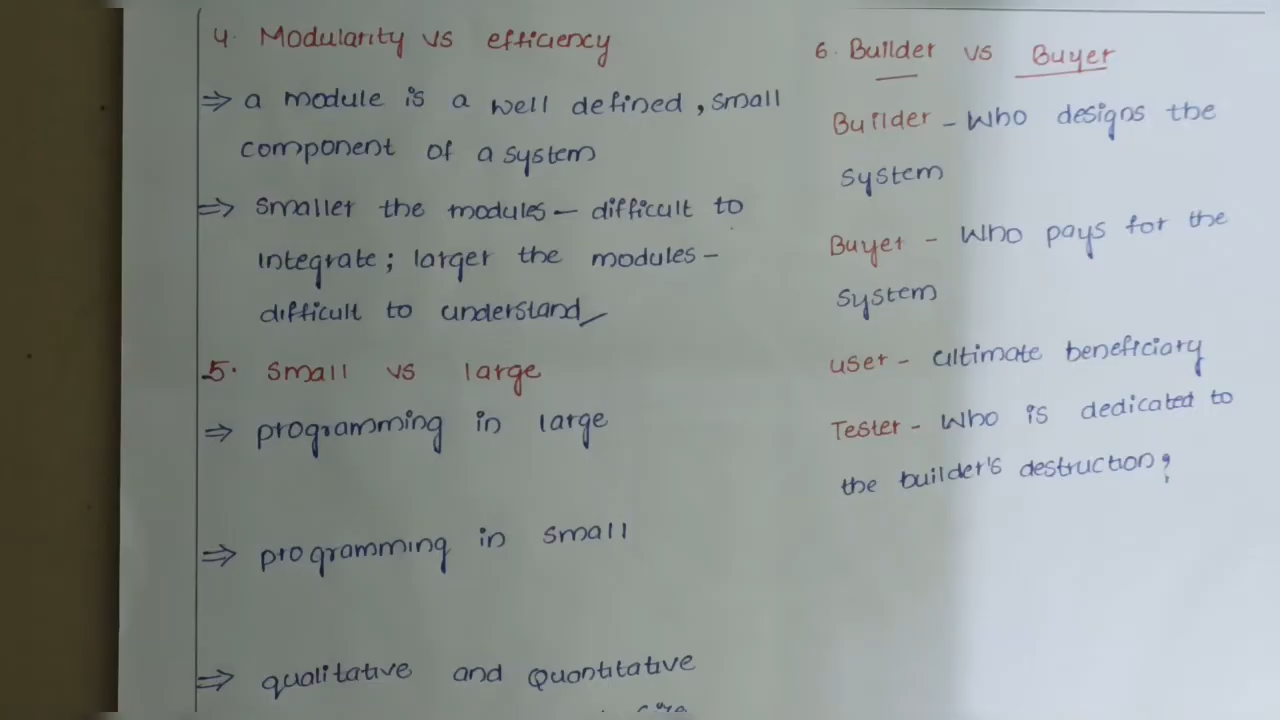 4. Modularity vs efficiency
⇒ a module is a well defined, small
component of a system
⇒ smaller the modules - difficult to
integrate; larger the modules -
difficult to understand
5. small vs large
⇒ programming in large
⇒ programming in small
⇒ qualitative and Quantitative
6. Builder vs Buyer
Builder - Who designs the
system
Buyer - Who pays for the
system
user - ultimate beneficiary
Tester - Who is dedicated to
the builder's destruction?